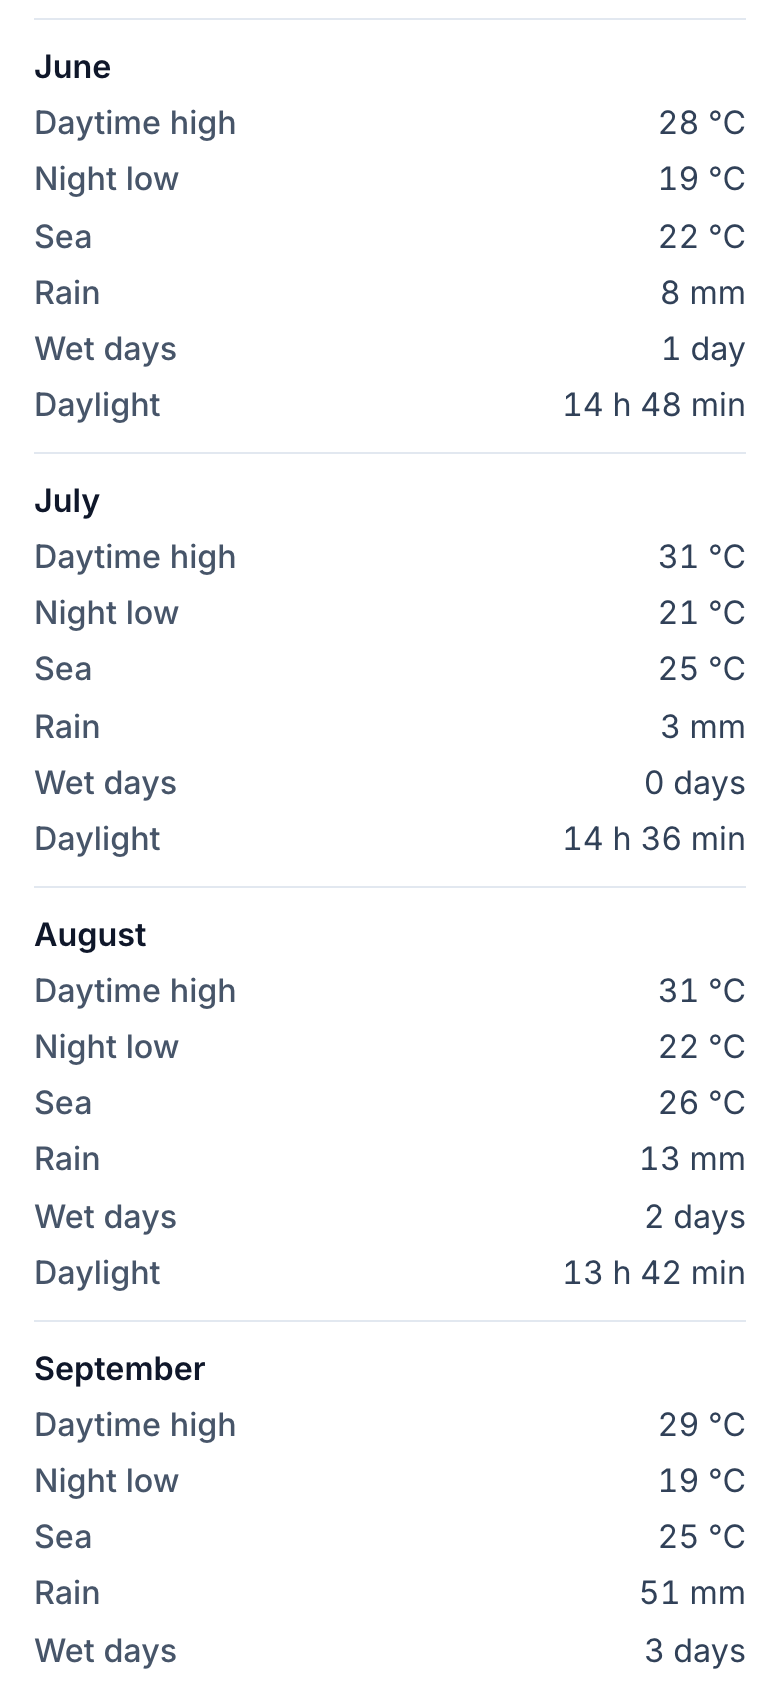 June
Daytime high 28 °C
Night low 19 °C
Sea 22 °C
Rain 8 mm
Wet days 1 day
Daylight 14 h 48 min
July
Daytime high 31 °C
Night low 21 °C
Sea 25 °C
Rain 3 mm
Wet days 0 days
Daylight 14 h 36 min
August
Daytime high 31 °C
Night low 22 °C
Sea 26 °C
Rain 13 mm
Wet days 2 days
Daylight 13 h 42 min
September
Daytime high 29 °C
Night low 19 °C
Sea 25 °C
Rain 51 mm
Wet days 3 days